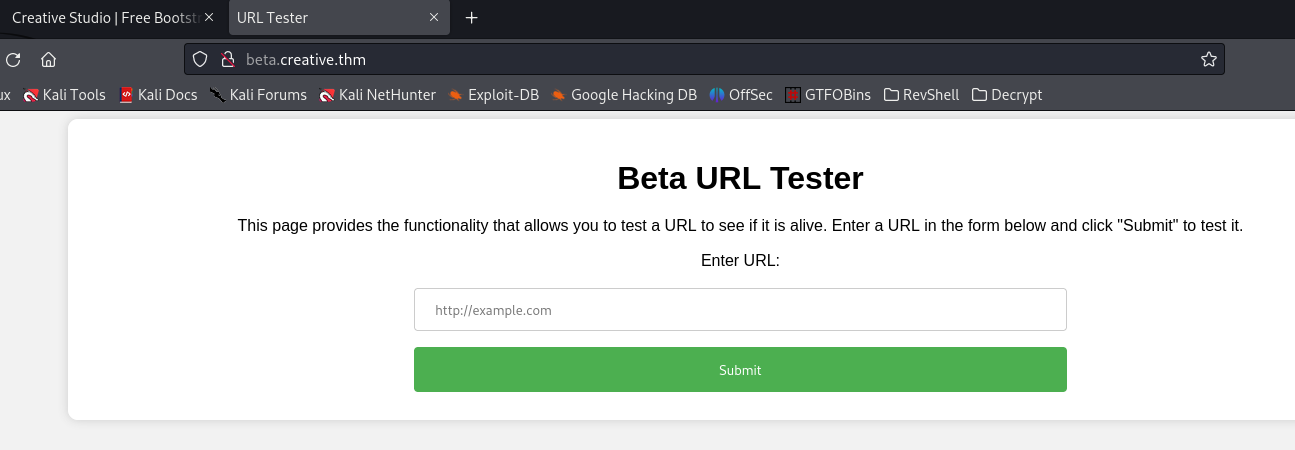 Creative Studio | Free Bootst
URL Tester
beta.creative.thm
ux Kali Tools Kali Docs Kali Forums Kali NetHunter Exploit-DB Google Hacking DB OffSec GTFOBins RevShell Decrypt
Beta URL Tester
This page provides the functionality that allows you to test a URL to see if it is alive. Enter a URL in the form below and click "Submit" to test it.
Enter URL:
http://example.com
Submit